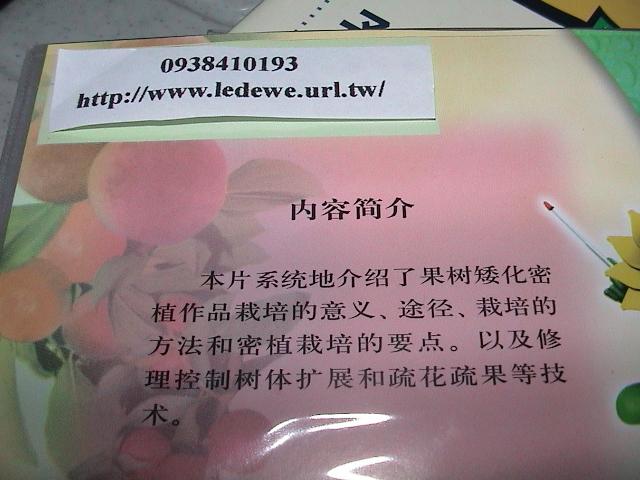 0938410193
http://www.ledewe.url.tw/
内容简介
本片系统地介绍了果树矮化密
植作品栽培的意义、途径、栽培的
方法和密植栽培的要点。以及修
理控制树体扩展和疏花疏果等技
术。